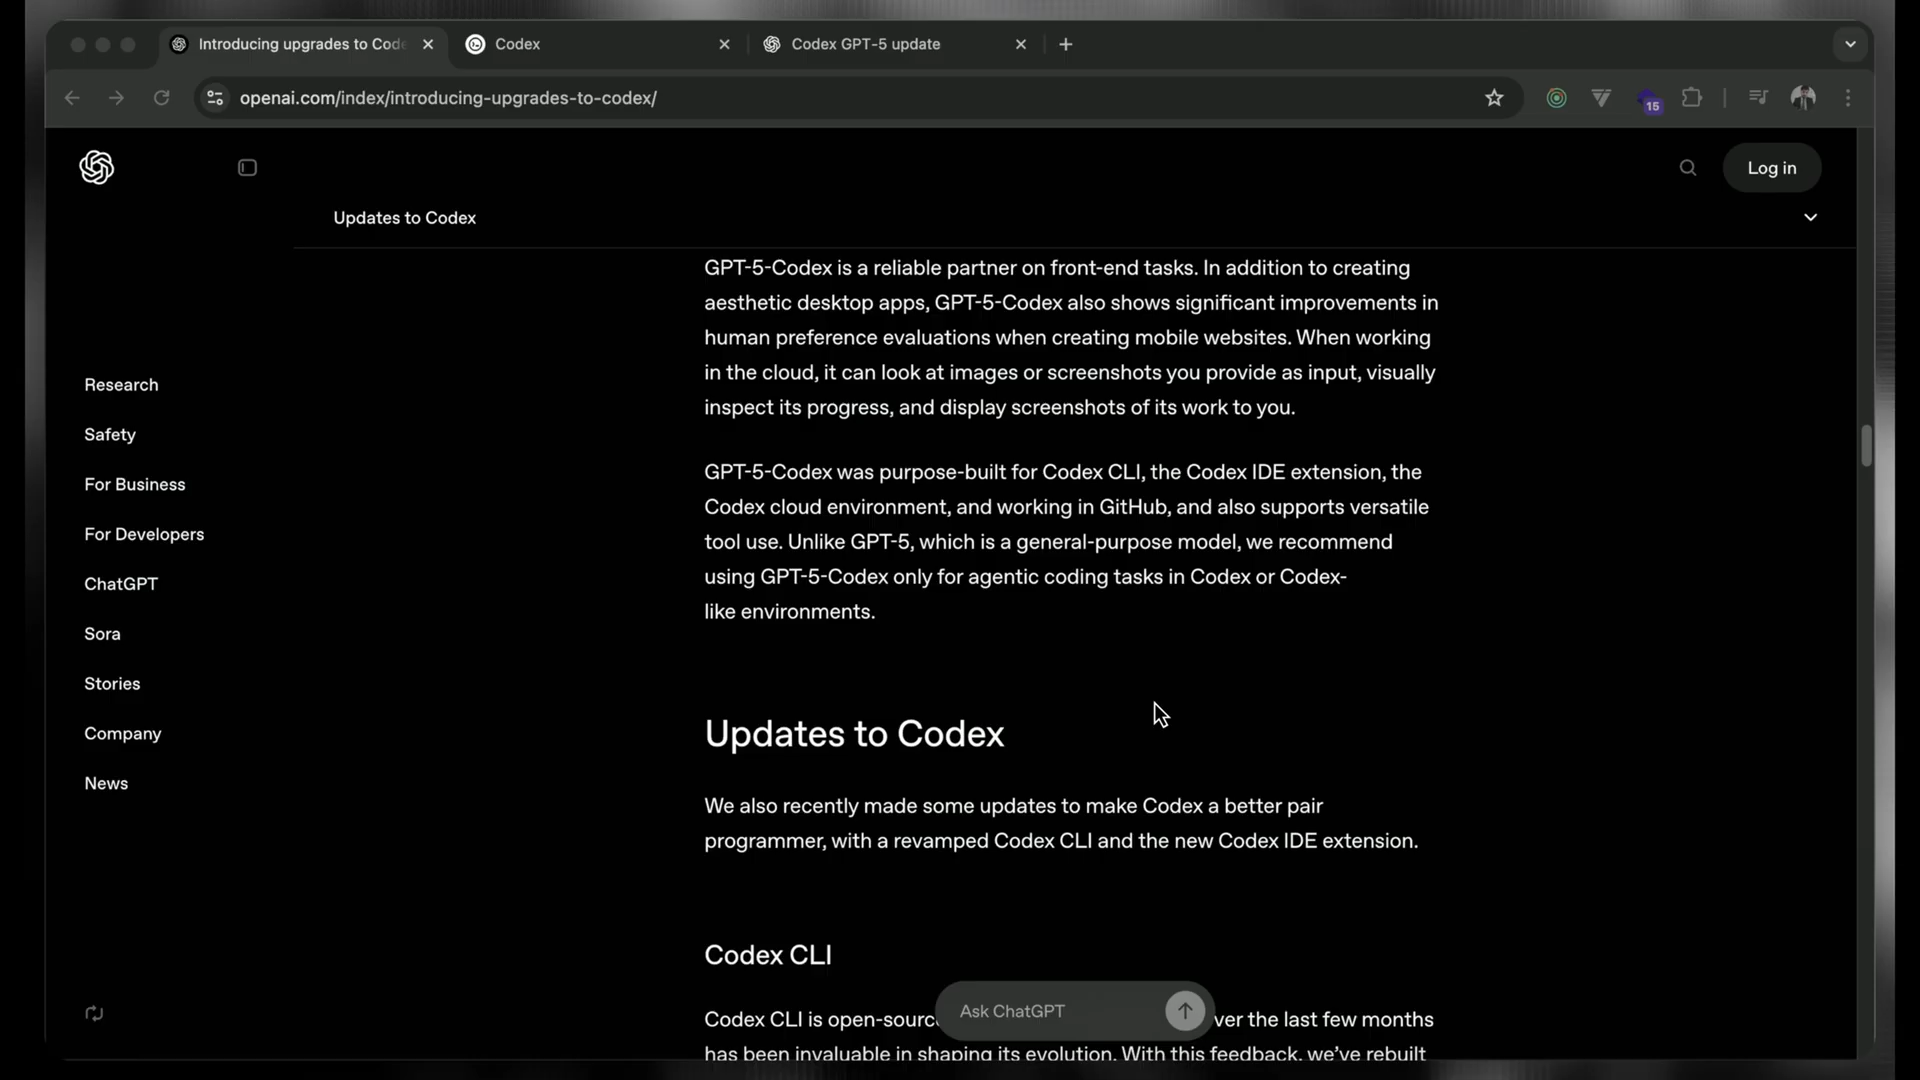 Introducing upgrades to Code
Codex
Codex GPT-5 update
openai.com/index/introducing-upgrades-to-codex/
15
Log in
Updates to Codex
GPT-5-Codex is a reliable partner on front-end tasks. In addition to creating
aesthetic desktop apps, GPT-5-Codex also shows significant improvements in
human preference evaluations when creating mobile websites. When working
in the cloud, it can look at images or screenshots you provide as input, visually
inspect its progress, and display screenshots of its work to you.
GPT-5-Codex was purpose-built for Codex CLI, the Codex IDE extension, the
Codex cloud environment, and working in GitHub, and also supports versatile
tool use. Unlike GPT-5, which is a general-purpose model, we recommend
using GPT-5-Codex only for agentic coding tasks in Codex or Codex-
like environments.
Research
Safety
For Business
For Developers
ChatGPT
Sora
Stories
Company
News
Updates to Codex
We also recently made some updates to make Codex a better pair
programmer, with a revamped Codex CLI and the new Codex IDE extension.
Codex CLI
Codex CLI is open-sourc
Ask ChatGPT
ver the last few months
has been invaluable in shaping its evolution. With this feedback, we've rebuilt